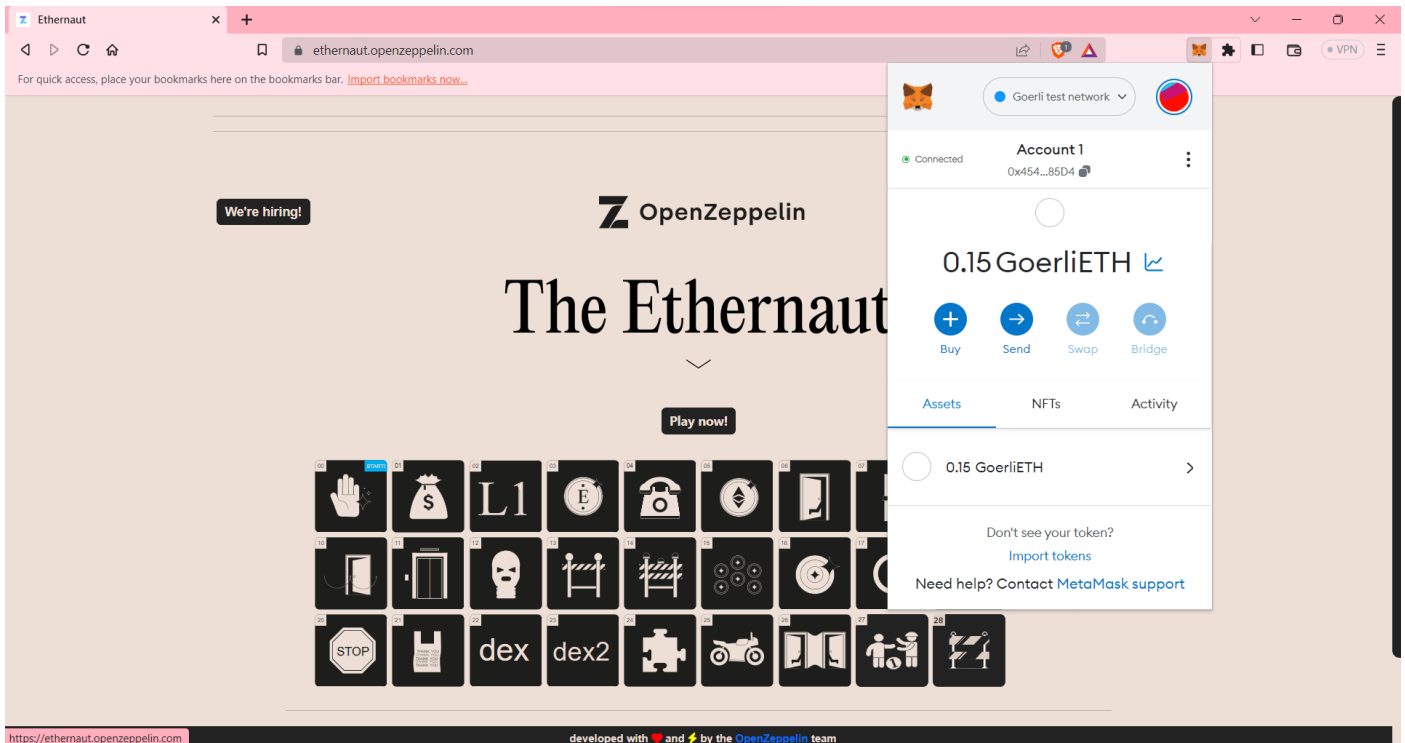 Ethernaut
ethernaut.openzeppelin.com
VPN
For quick access, place your bookmarks here on the bookmarks bar. Import bookmarks now...
Goerli test network
Connected
Account 1
0x454...85D4
We're hiring!
OpenZeppelin
0.15 GoerliETH
The Ethernaut
Buy
Send
Swap
Bridge
Assets
NFTs
Activity
Play now!
0.15 GoerliETH
00 START! 01 02 03 04 05 06 07
$
L1
E
Don't see your token?
Import tokens
Need help? Contact MetaMask support
10 11 12 13 14 15 16 17
20 21 22 23 24 25 26 27 28
STOP
THANK YOU
dex
dex2
https://ethernaut.openzeppelin.com
developed with and by the OpenZeppelin team